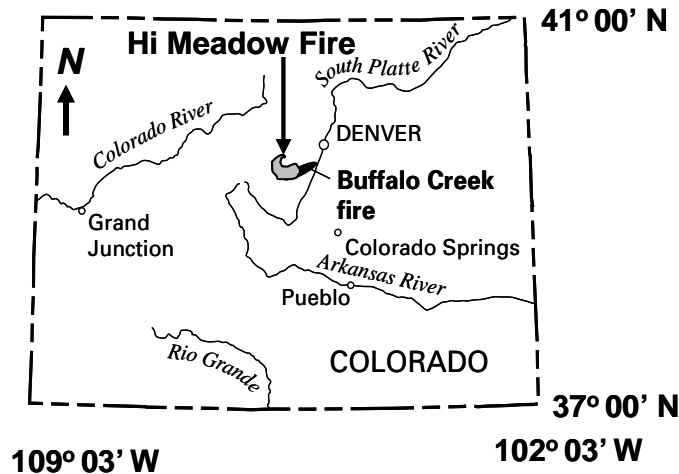 41° 00' N
Hi Meadow Fire
N
South Platte River
Colorado River
DENVER
Buffalo Creek
fire
Grand
Junction
Colorado Springs
Arkansas River
Pueblo
Rio Grande
COLORADO
37° 00' N
109° 03' W
102° 03' W